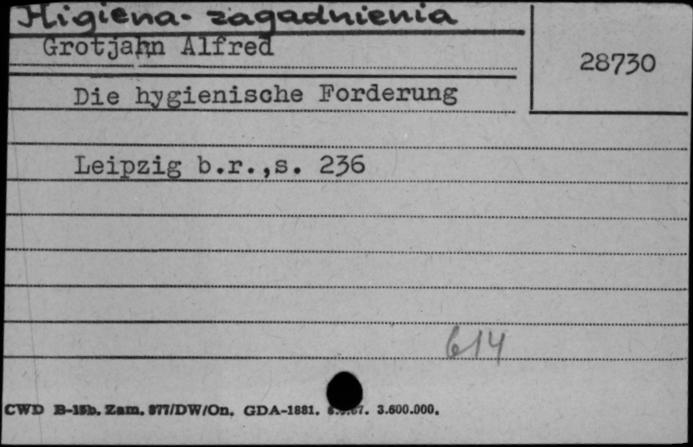 Higiena - zagadnienia
Grotjahn Alfred
28730
Die hygienische Forderung
Leipzig b.r.,s. 236
614
CWD B-15b. Zam. 877/DW/On. GDA-1881. 3.600.000.